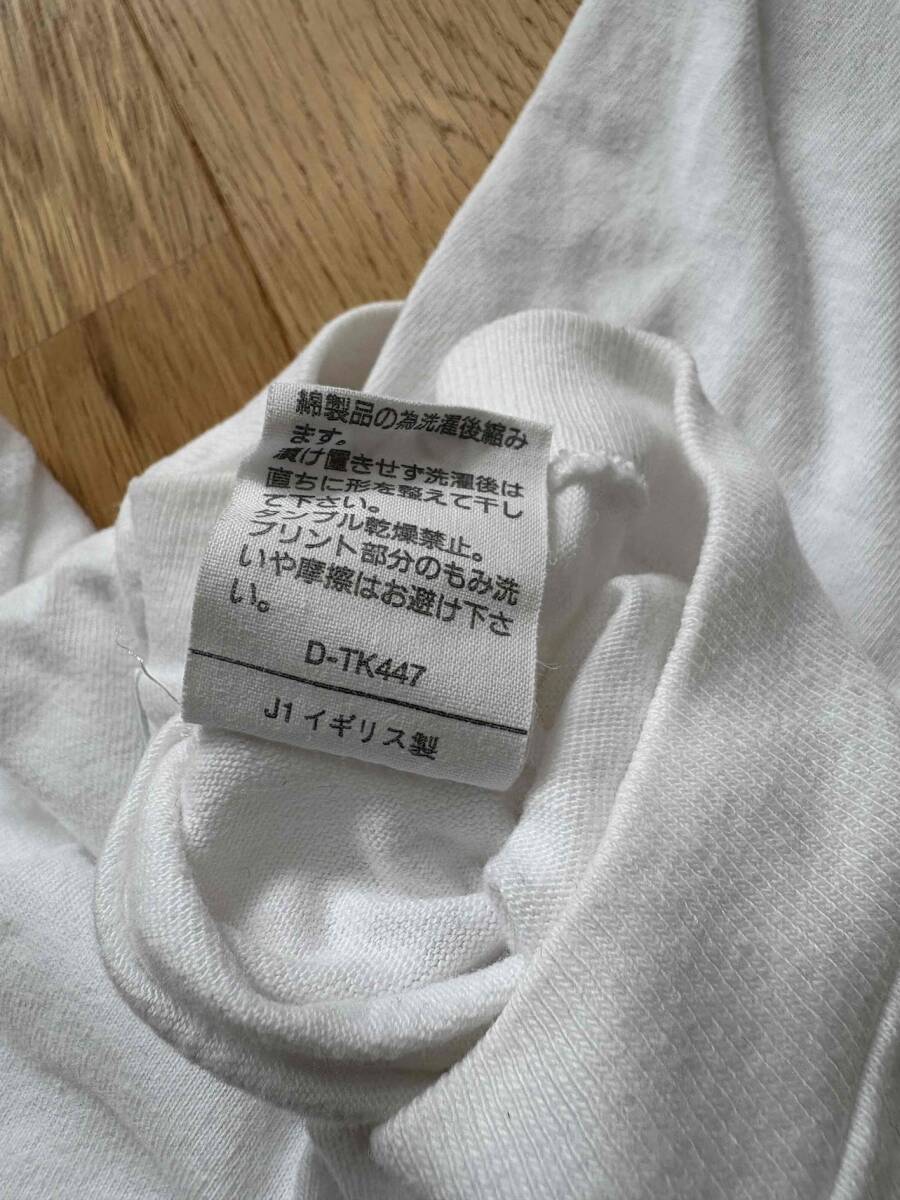 綿製品の為洗濯後縮み
ます。
漬け置きせず洗濯後は
直ちに形を整えて干し
て下さい。
タンブル乾燥禁止。
プリント部分のもみ洗
いや摩擦はお避け下さ
い。
D-TK447
J1 イギリス製